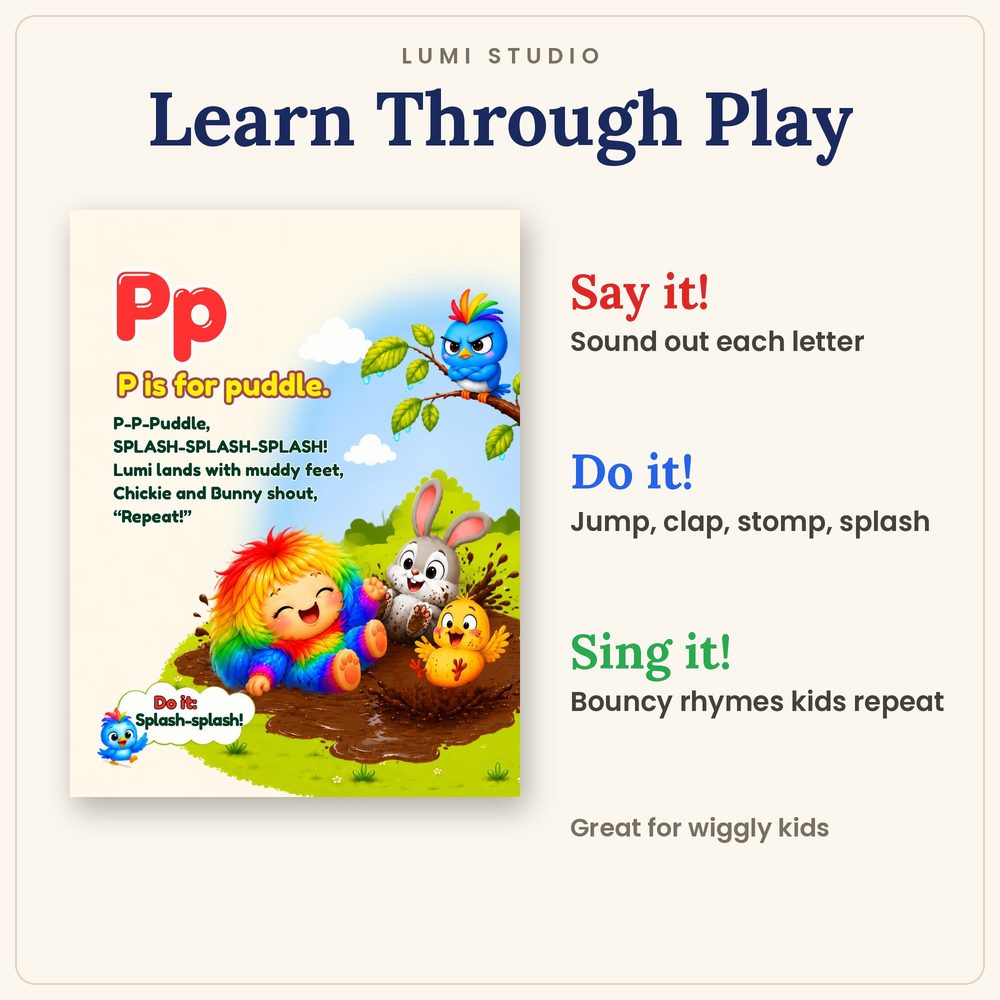 LUMI STUDIO
Learn Through Play
Pp
P is for puddle.
P-P-Puddle,
SPLASH-SPLASH-SPLASH!
Lumi lands with muddy feet,
Chickie and Bunny shout,
“Repeat!”
Do it:
Splash-splash!
Say it!
Sound out each letter
Do it!
Jump, clap, stomp, splash
Sing it!
Bouncy rhymes kids repeat
Great for wiggly kids